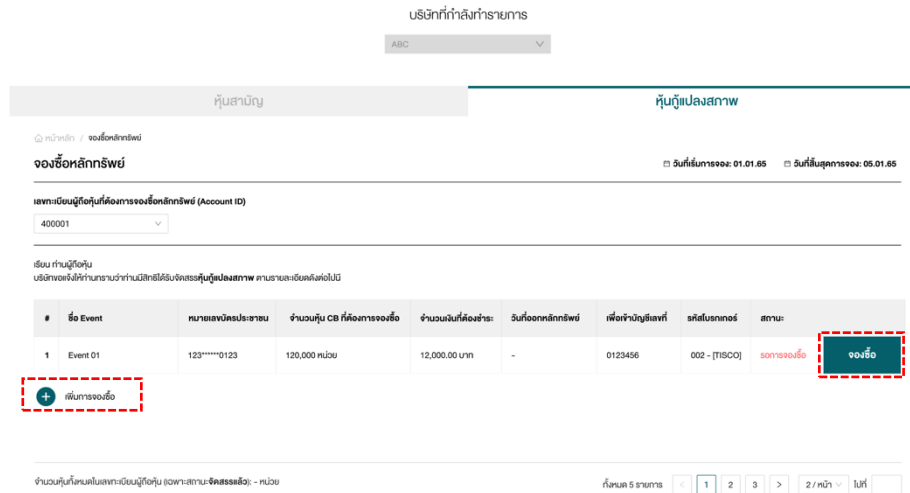 บริษัทที่กำลังทำรายการ
ABC
หุ้นสามัญ
หุ้นกู้แปลงสภาพ
หน้าหลัก / จองซื้อหลักทรัพย์
จองซื้อหลักทรัพย์
วันที่เริ่มการจอง: 01.01.65
วันที่สิ้นสุดการจอง: 05.01.65
เลขทะเบียนผู้ถือหุ้นที่ต้องการจองซื้อหลักทรัพย์ (Account ID)
400001
เรียน ท่านผู้ถือหุ้น
บริษัทขอแจ้งให้ท่านทราบว่าท่านมีสิทธิได้รับจัดสรรหุ้นกู้แปลงสภาพ ตามรายละเอียดดังต่อไปนี้
# ชื่อ Event หมายเลขบัตรประชาชน จำนวนหุ้น CB ที่ต้องการจองซื้อ จำนวนเงินที่ต้องชำระ วันที่ออกหลักทรัพย์ เพื่อเข้าบัญชีเลขที่ รหัสโบรกเกอร์ สถานะ
1 Event 01 123******0123 120,000 หน่วย 12,000.00 บาท - 0123456 002 - [TISCO] รอการจองซื้อ จองซื้อ
+ เพิ่มการจองซื้อ
จำนวนหุ้นทั้งหมดในเลขทะเบียนผู้ถือหุ้น (เฉพาะสถานะจัดสรรแล้ว): - หน่วย
ทั้งหมด 5 รายการ < 1 2 3 > 2 / หน้า ไปที่